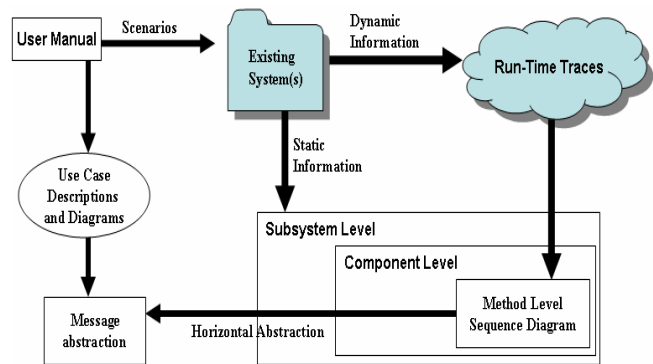 User Manual
Scenarios
Existing
System(s)
Dynamic
Information
Run-Time Traces
Static
Information
Use Case
Descriptions
and Diagrams
Subsystem Level
Component Level
Method Level
Sequence Diagram
Message
abstraction
Horizontal Abstraction